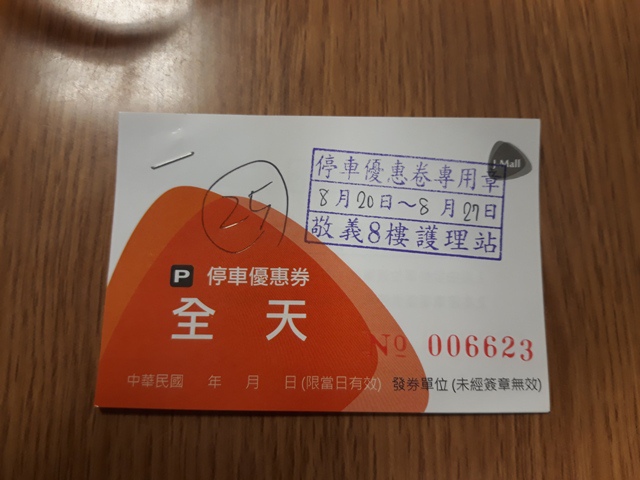 J Mall
停車優惠卷專用章
8月20日～8月27日
敬義8樓護理站
25
P 停車優惠券
全天
No 006623
中華民國 年 月 日(限當日有效) 發券單位(未經簽章無效)